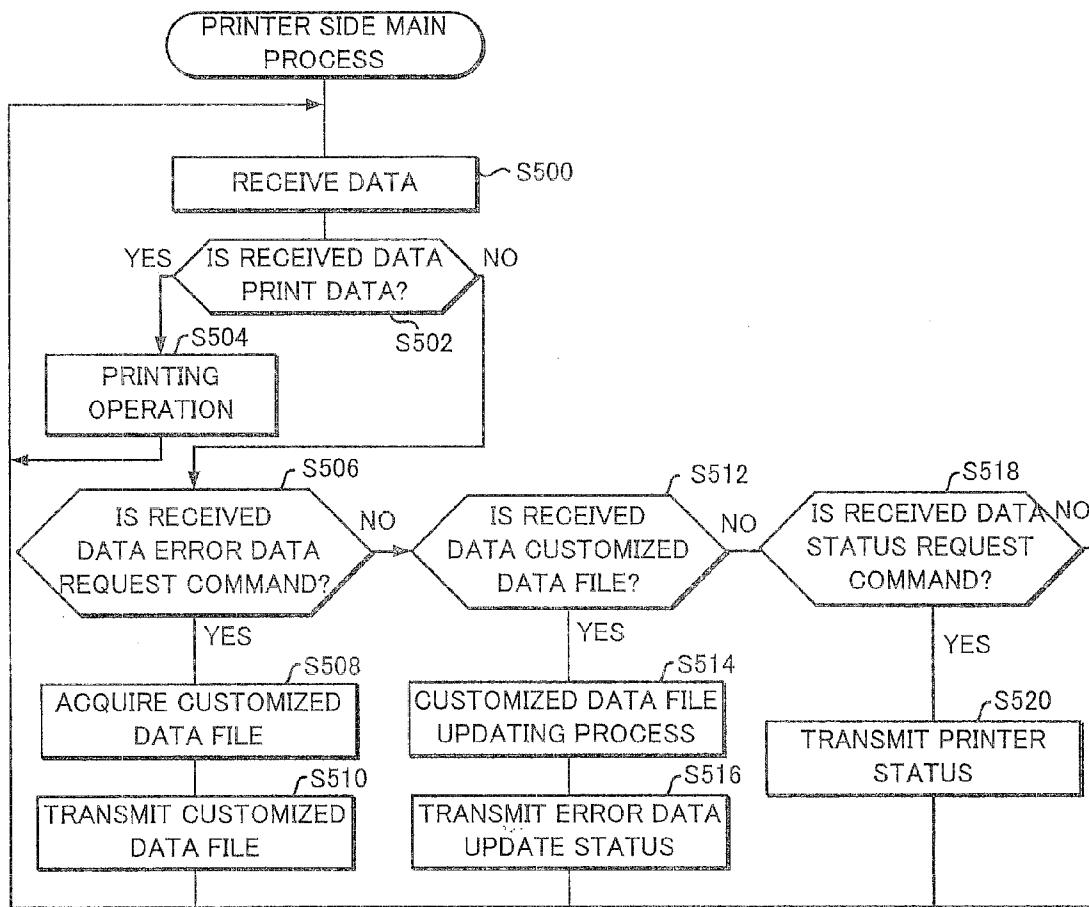 PRINTER SIDE MAIN
PROCESS
RECEIVE DATA
S500
YES
IS RECEIVED DATA
PRINT DATA?
NO
S502
S504
PRINTING
OPERATION
S506
IS RECEIVED
DATA ERROR DATA
REQUEST COMMAND?
NO
YES
S512
IS RECEIVED
DATA CUSTOMIZED
DATA FILE?
NO
YES
S518
IS RECEIVED DATA
STATUS REQUEST
COMMAND?
NO
YES
S508
ACQUIRE CUSTOMIZED
DATA FILE
S510
TRANSMIT CUSTOMIZED
DATA FILE
S514
CUSTOMIZED DATA FILE
UPDATING PROCESS
S516
TRANSMIT ERROR DATA
UPDATE STATUS
S520
TRANSMIT PRINTER
STATUS